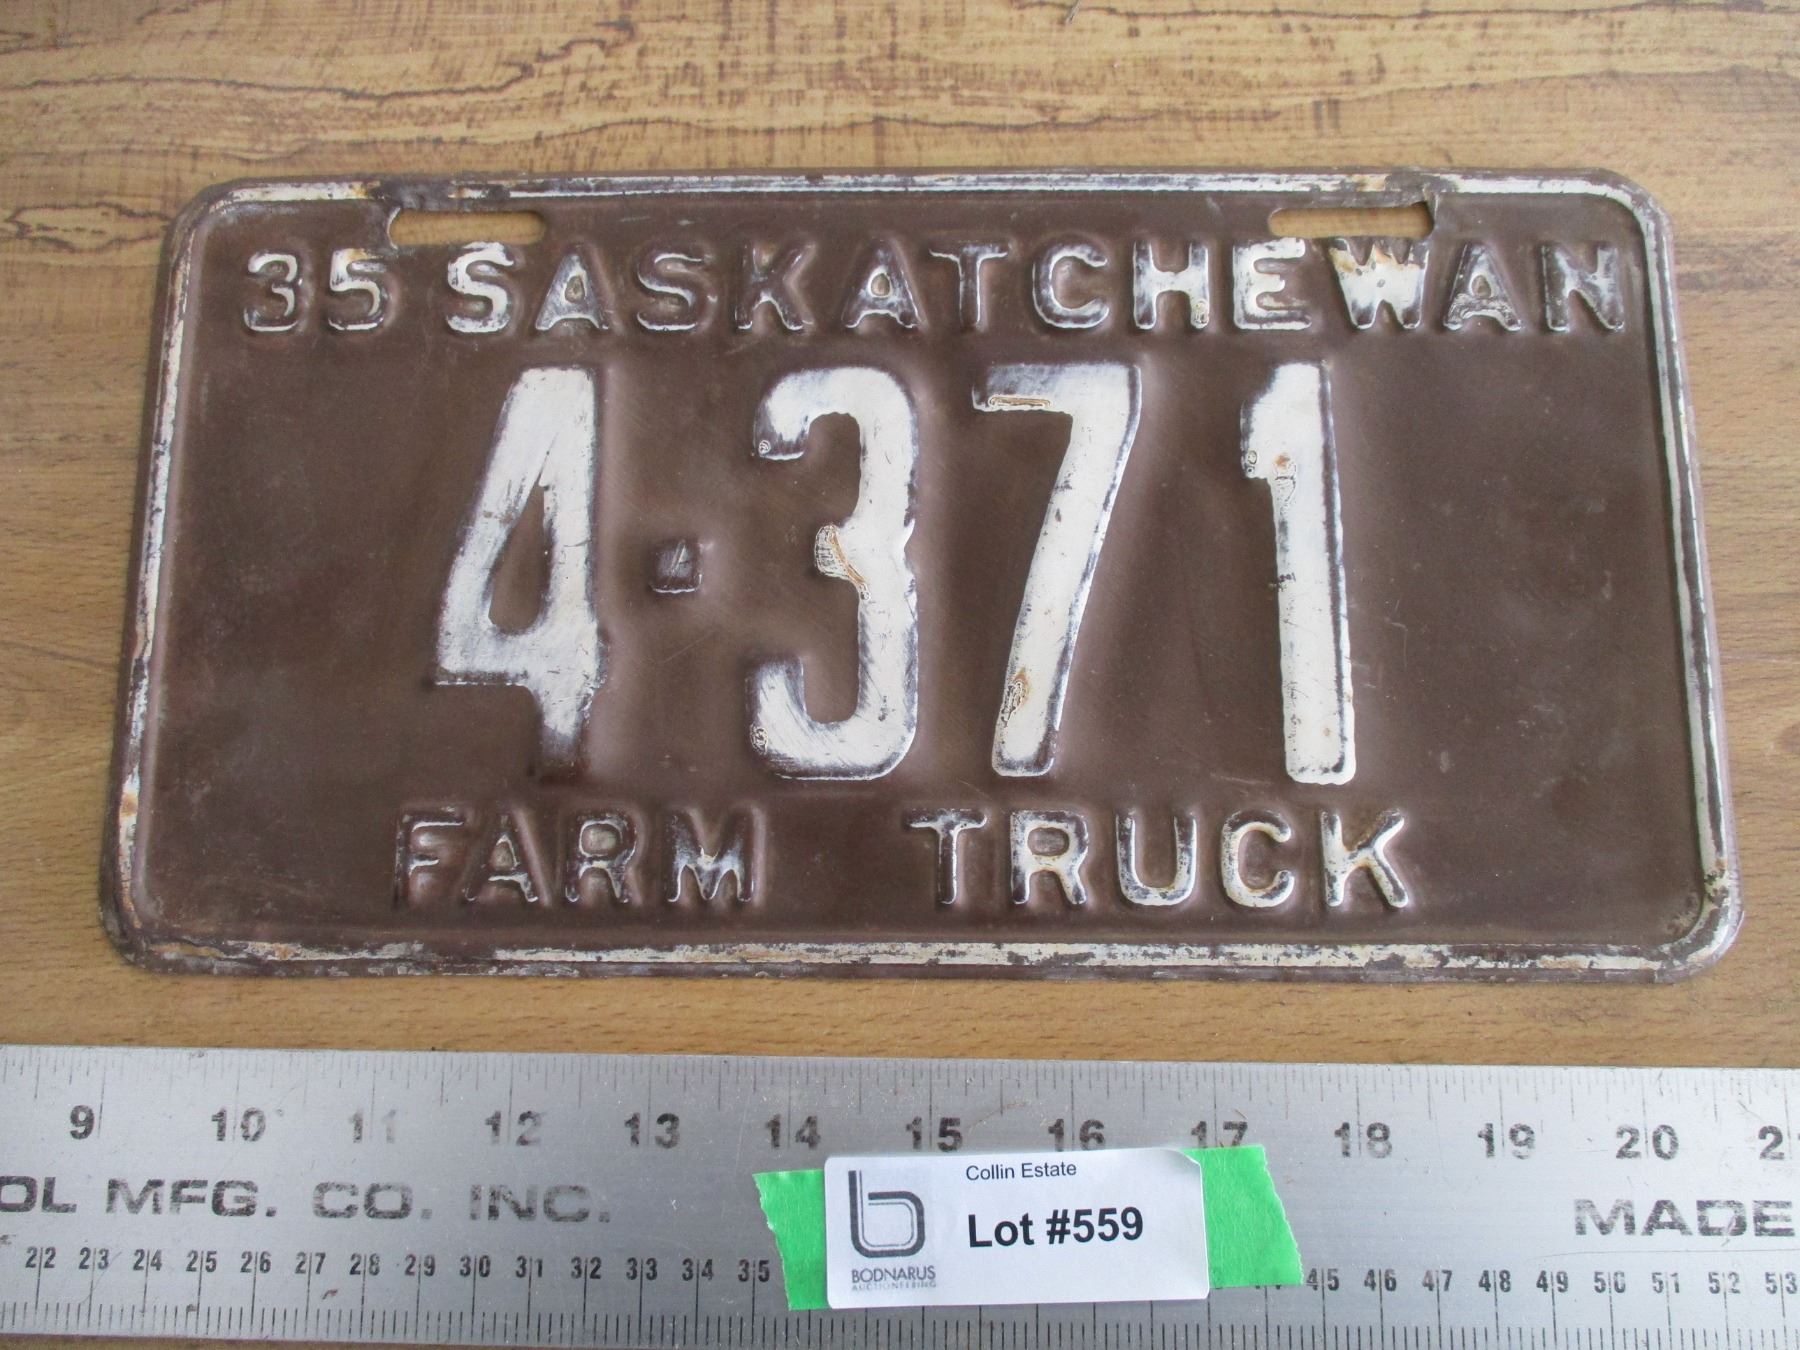 35 SASKATCHEWAN
4·371
FARM TRUCK
9 10 11 12 13 14 15 16 17 18 19 20
MFG. CO. INC.
MADE
22 23 24 25 26 27 28 29 30 31 32 33 34 35
45 46 47 48 49 50 51 52 53
Collin Estate
Lot #559
BODNARUS
AUCTIONEERING